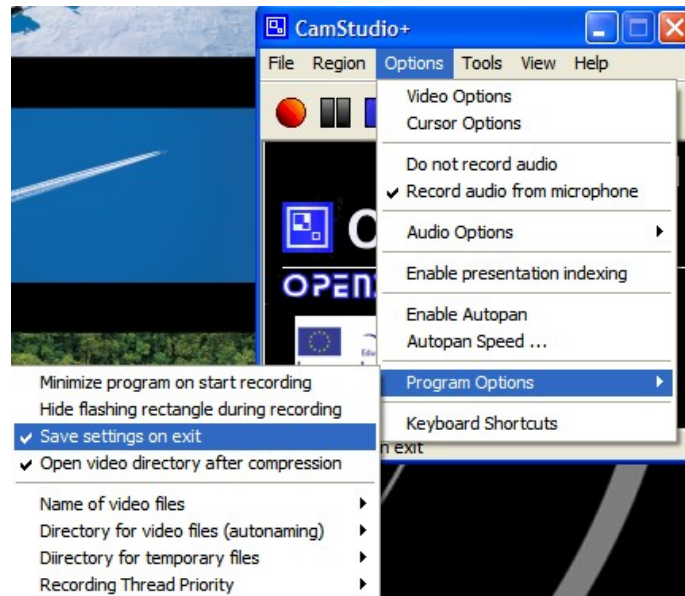 CamStudio+
File Region Options Tools View Help
Video Options
Cursor Options
Do not record audio
Record audio from microphone
Audio Options
Enable presentation indexing
Enable Autopan
Autopan Speed ...
Program Options
Keyboard Shortcuts
n exit
Minimize program on start recording
Hide flashing rectangle during recording
Save settings on exit
Open video directory after compression
Name of video files
Directory for video files (autonaming)
Diirectory for temporary files
Recording Thread Priority